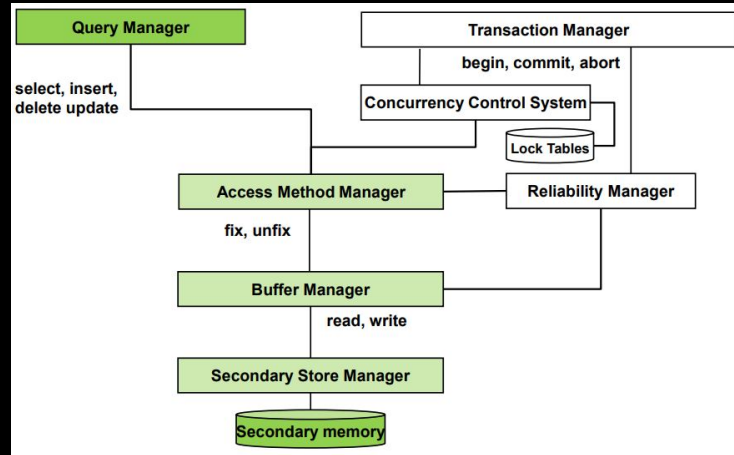 Query Manager
Transaction Manager
begin, commit, abort
select, insert,
delete update
Concurrency Control System
Lock Tables
Access Method Manager
Reliability Manager
fix, unfix
Buffer Manager
read, write
Secondary Store Manager
Secondary memory